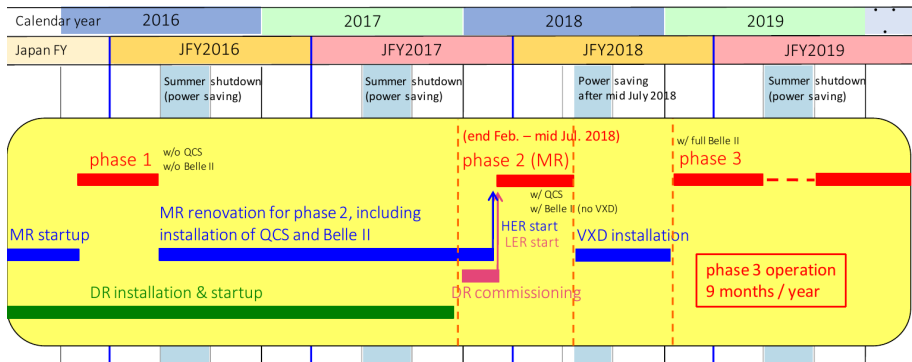 Calendar year 2016 2017 2018 2019
Japan FY JFY2016 JFY2017 JFY2018 JFY2019
Summer shutdown
(power saving)
Summer shutdown
(power saving)
Power saving
after mid July 2018
Summer shutdown
(power saving)
(end Feb. – mid Jul. 2018)
phase 1
w/o QCS
w/o Belle II
phase 2 (MR)
w/ full Belle II
phase 3
w/ QCS
w/ Belle II (no VXD)
MR startup
MR renovation for phase 2, including
installation of QCS and Belle II
HER start
LER start
VXD installation
DR installation & startup
DR commissioning
phase 3 operation
9 months / year